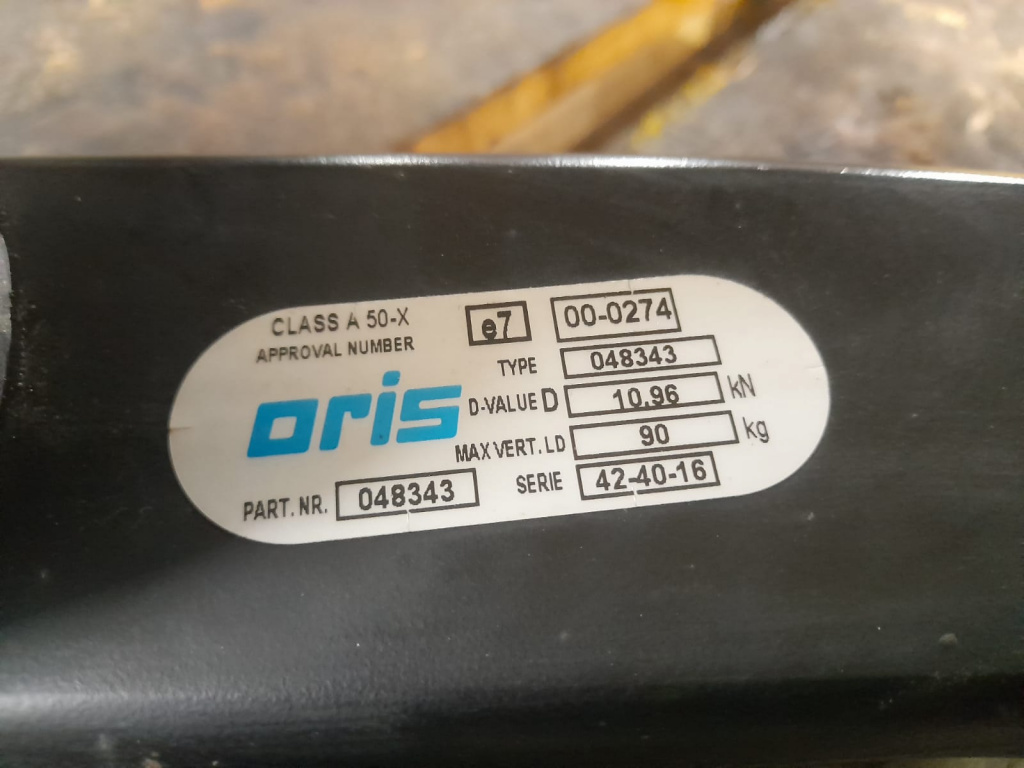 CLASS A 50-X e7 00-0274
APPROVAL NUMBER
TYPE 048343
oris
D-VALUE D 10.96 kN
MAX VERT. LD 90 kg
PART. NR. 048343
SERIE 42-40-16